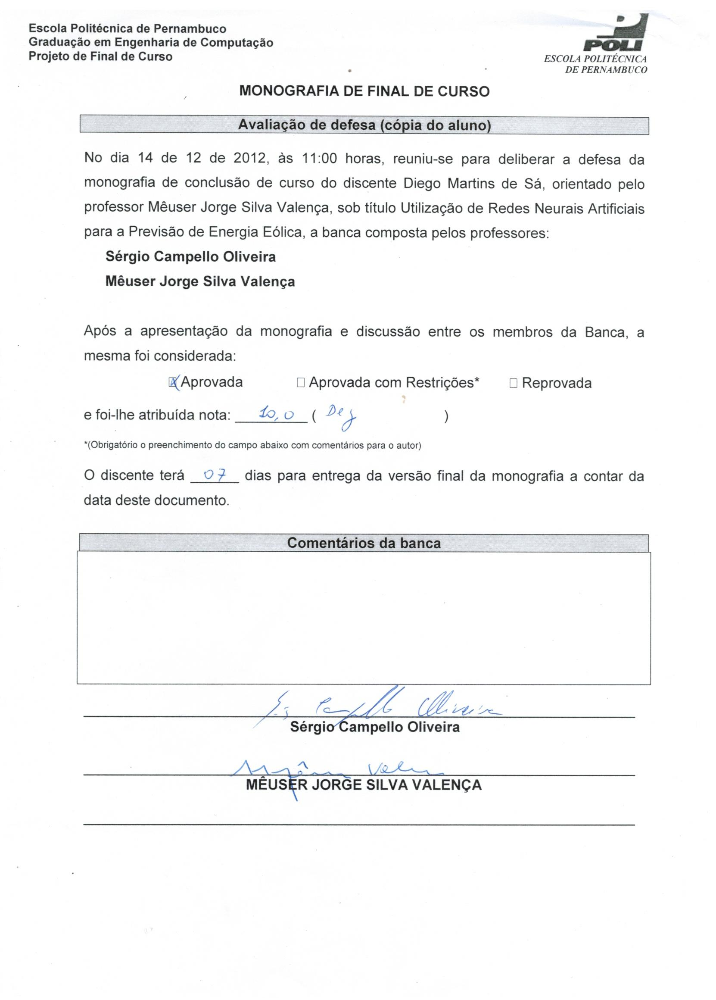 Escola Politécnica de Pernambuco
Graduação em Engenharia de Computação
Projeto de Final de Curso
POLI
ESCOLA POLITÉCNICA
DE PERNAMBUCO
MONOGRAFIA DE FINAL DE CURSO
Avaliação de defesa (cópia do aluno)
No dia 14 de 12 de 2012, às 11:00 horas, reuniu-se para deliberar a defesa da
monografia de conclusão de curso do discente Diego Martins de Sá, orientado pelo
professor Mêuser Jorge Silva Valença, sob título Utilização de Redes Neurais Artificiais
para a Previsão de Energia Eólica, a banca composta pelos professores:
Sérgio Campello Oliveira
Mêuser Jorge Silva Valença
Após a apresentação da monografia e discussão entre os membros da Banca, a
mesma foi considerada:
☒ Aprovada ☐ Aprovada com Restrições* ☐ Reprovada
e foi-lhe atribuída nota: 10,0 ( Dez )
*(Obrigatório o preenchimento do campo abaixo com comentários para o autor)
O discente terá 07 dias para entrega da versão final da monografia a contar da
data deste documento.
Comentários da banca
Campello Oliveira
Sérgio Campello Oliveira
MÊUSER JORGE SILVA VALENÇA